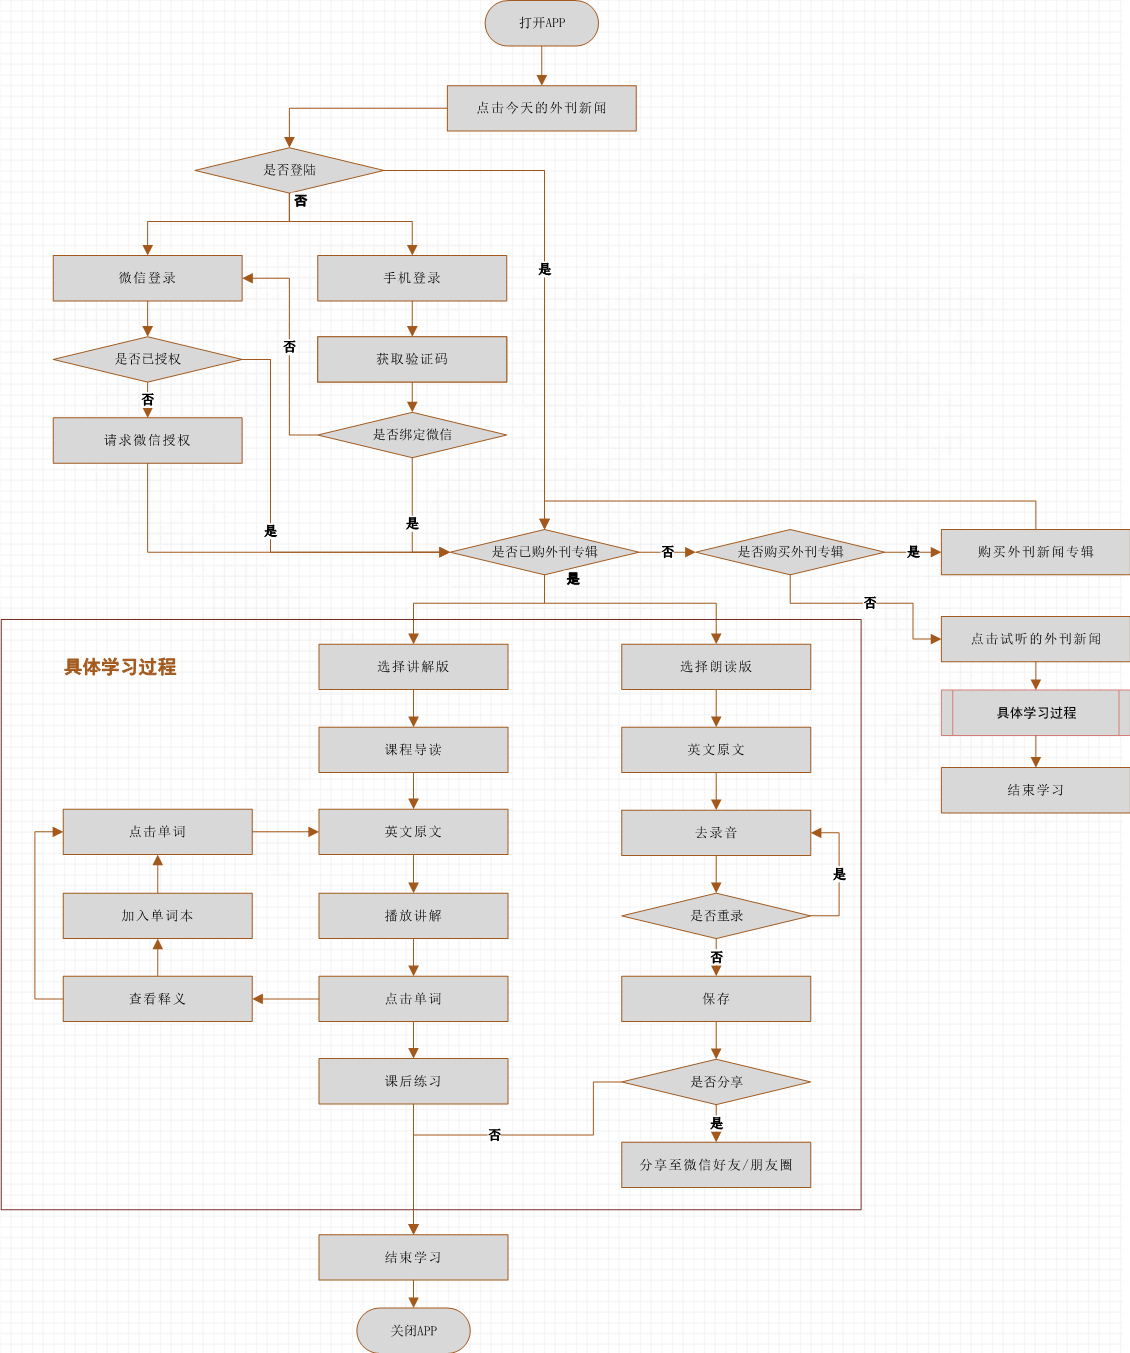 打开APP
点击今天的外刊新闻
是否登陆
否
微信登录
手机登录
是
是否已授权
否
获取验证码
否
请求微信授权
是否绑定微信
是
是
是否已购外刊专辑
否
是否购买外刊专辑
是
购买外刊新闻专辑
是
否
点击试听的外刊新闻
具体学习过程
结束学习
具体学习过程
选择讲解版
选择朗读版
课程导读
英文原文
点击单词
英文原文
去录音
是
加入单词本
播放讲解
是否重录
否
查看释义
点击单词
保存
课后练习
是否分享
否
是
分享至微信好友/朋友圈
结束学习
关闭APP